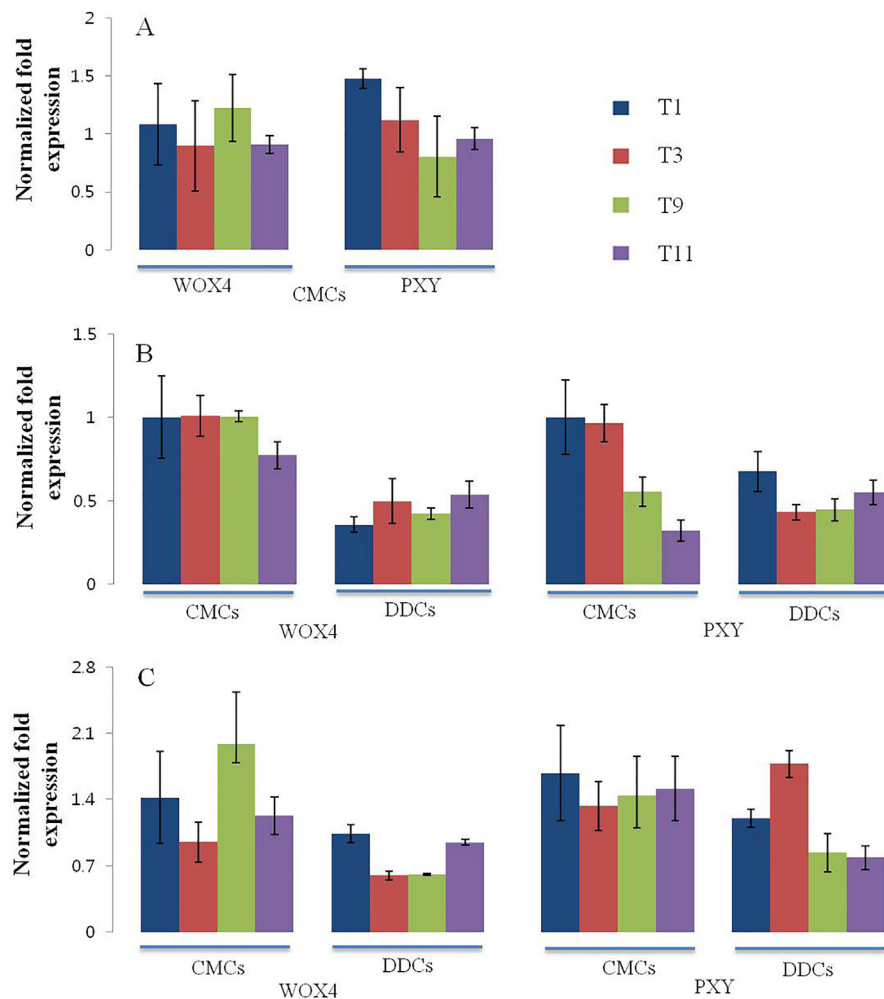 A
Normalized fold
expression
2
1.5
1
0.5
0
WOX4
PXY
CMCs
T1
T3
T9
T11
B
Normalized fold
expression
1.5
1
0.5
0
CMCs
DDCs
CMCs
DDCs
WOX4
PXY
C
Normalized fold
expression
2.8
2.1
1.4
0.7
0
CMCs
DDCs
CMCs
DDCs
WOX4
PXY